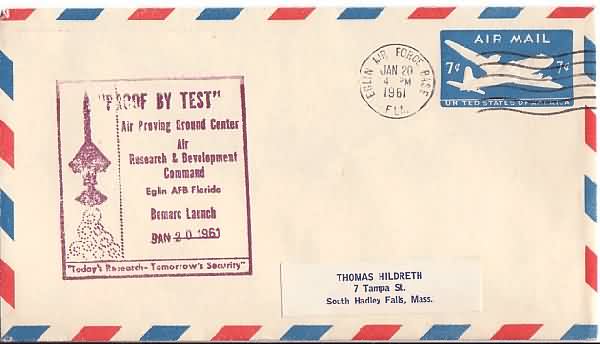 AIR MAIL
7¢ 7¢
UNITED STATES OF AMERICA
EGLIN AIR FORCE BASE
JAN 20
4 PM
1961
FLA.
"PROOF BY TEST"
Air Proving Ground Center
Air
Research & Development
Command
Eglin AFB Florida
Bomarc Launch
JAN 20 1961
"Today's Research-Tomorrow's Security"
THOMAS HILDRETH
7 Tampa St.
South Hadley Falls, Mass.